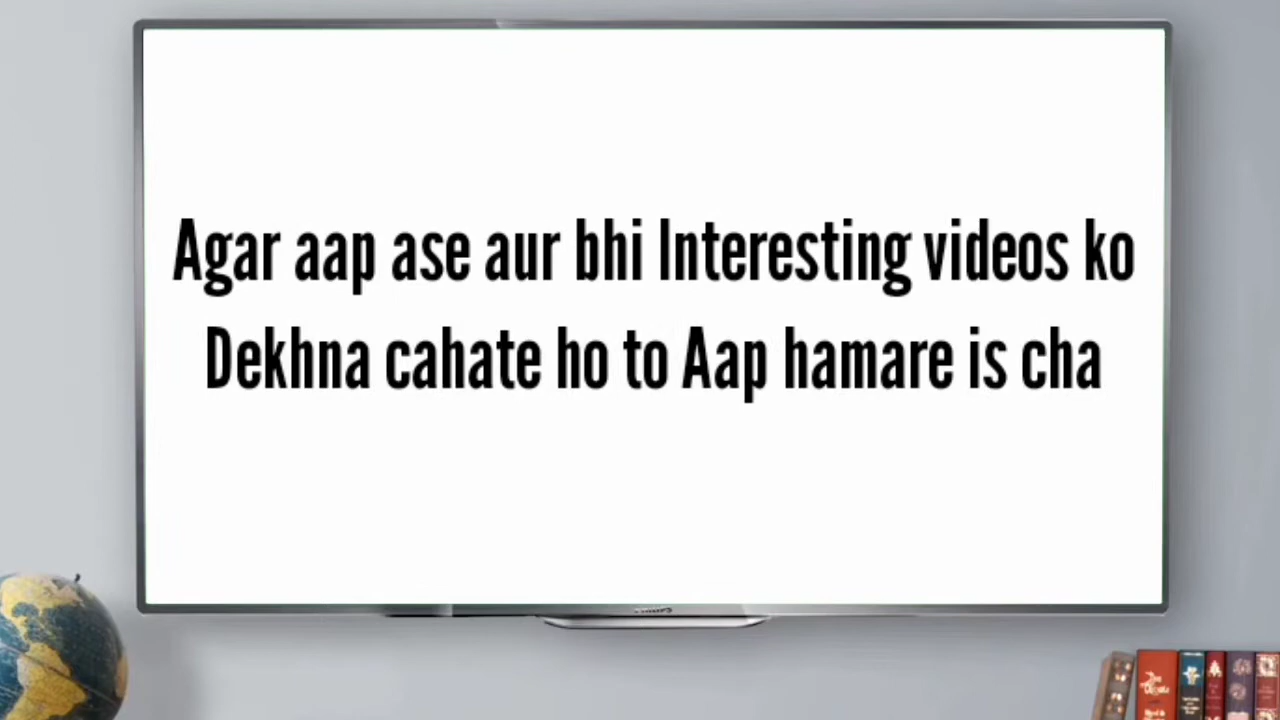 Agar aap ase aur bhi Interesting videos ko
Dekhna cahate ho to Aap hamare is cha